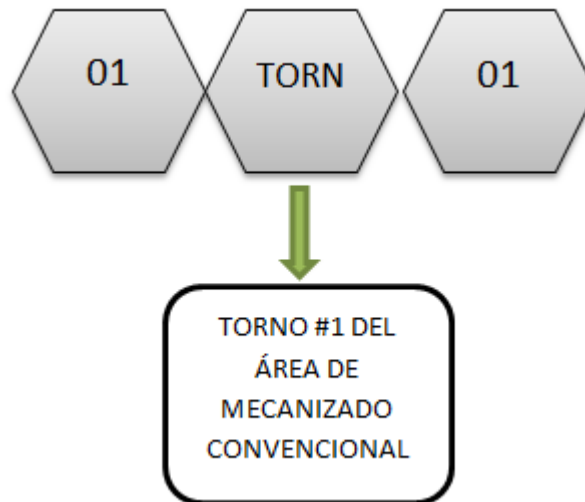 01 TORN 01
TORNO #1 DEL
ÁREA DE
MECANIZADO
CONVENCIONAL